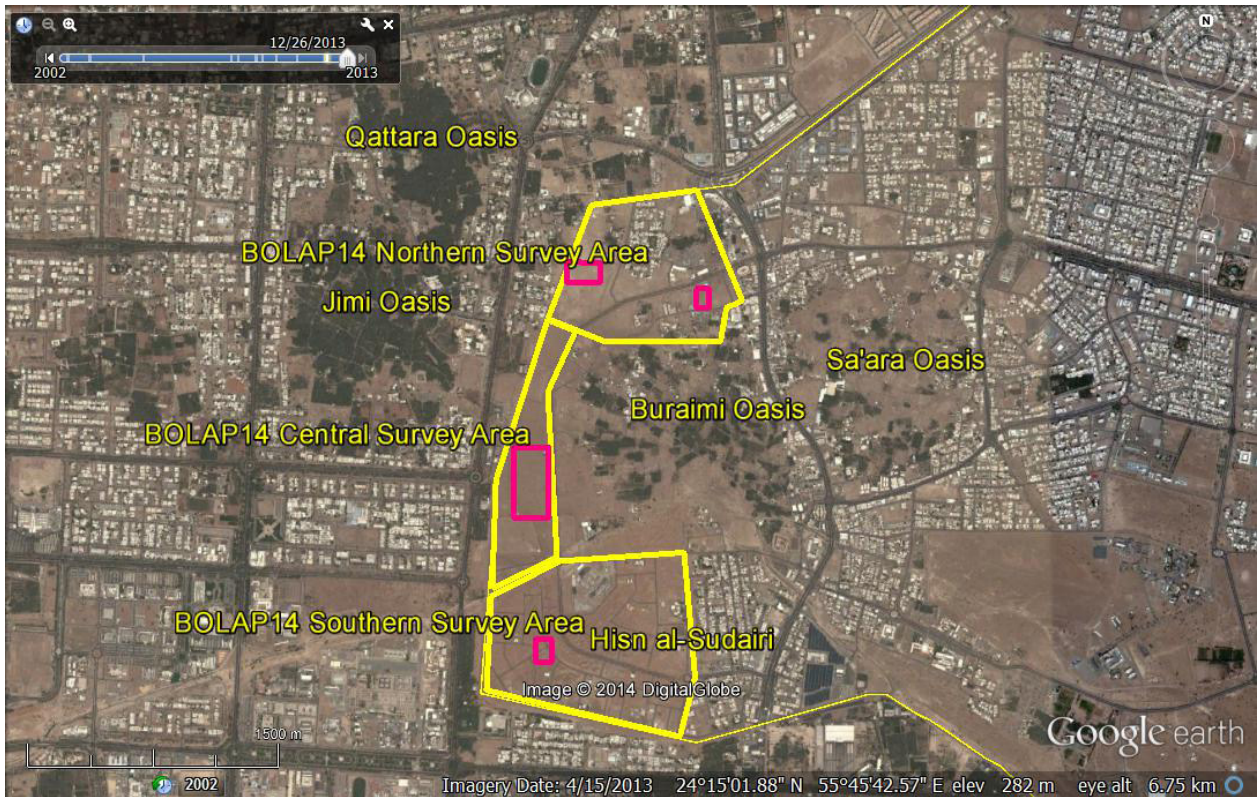 12/26/2013
2002
2013
N
Qattara Oasis
BOLAP14 Northern Survey Area
Jimi Oasis
Sa'ara Oasis
Buraimi Oasis
BOLAP14 Central Survey Area
BOLAP14 Southern Survey Area
Hisn al-Sudairi
Image © 2014 DigitalGlobe
1500 m
Google earth
2002
Imagery Date: 4/15/2013 24°15'01.88" N 55°45'42.57" E elev 282 m eye alt 6.75 km